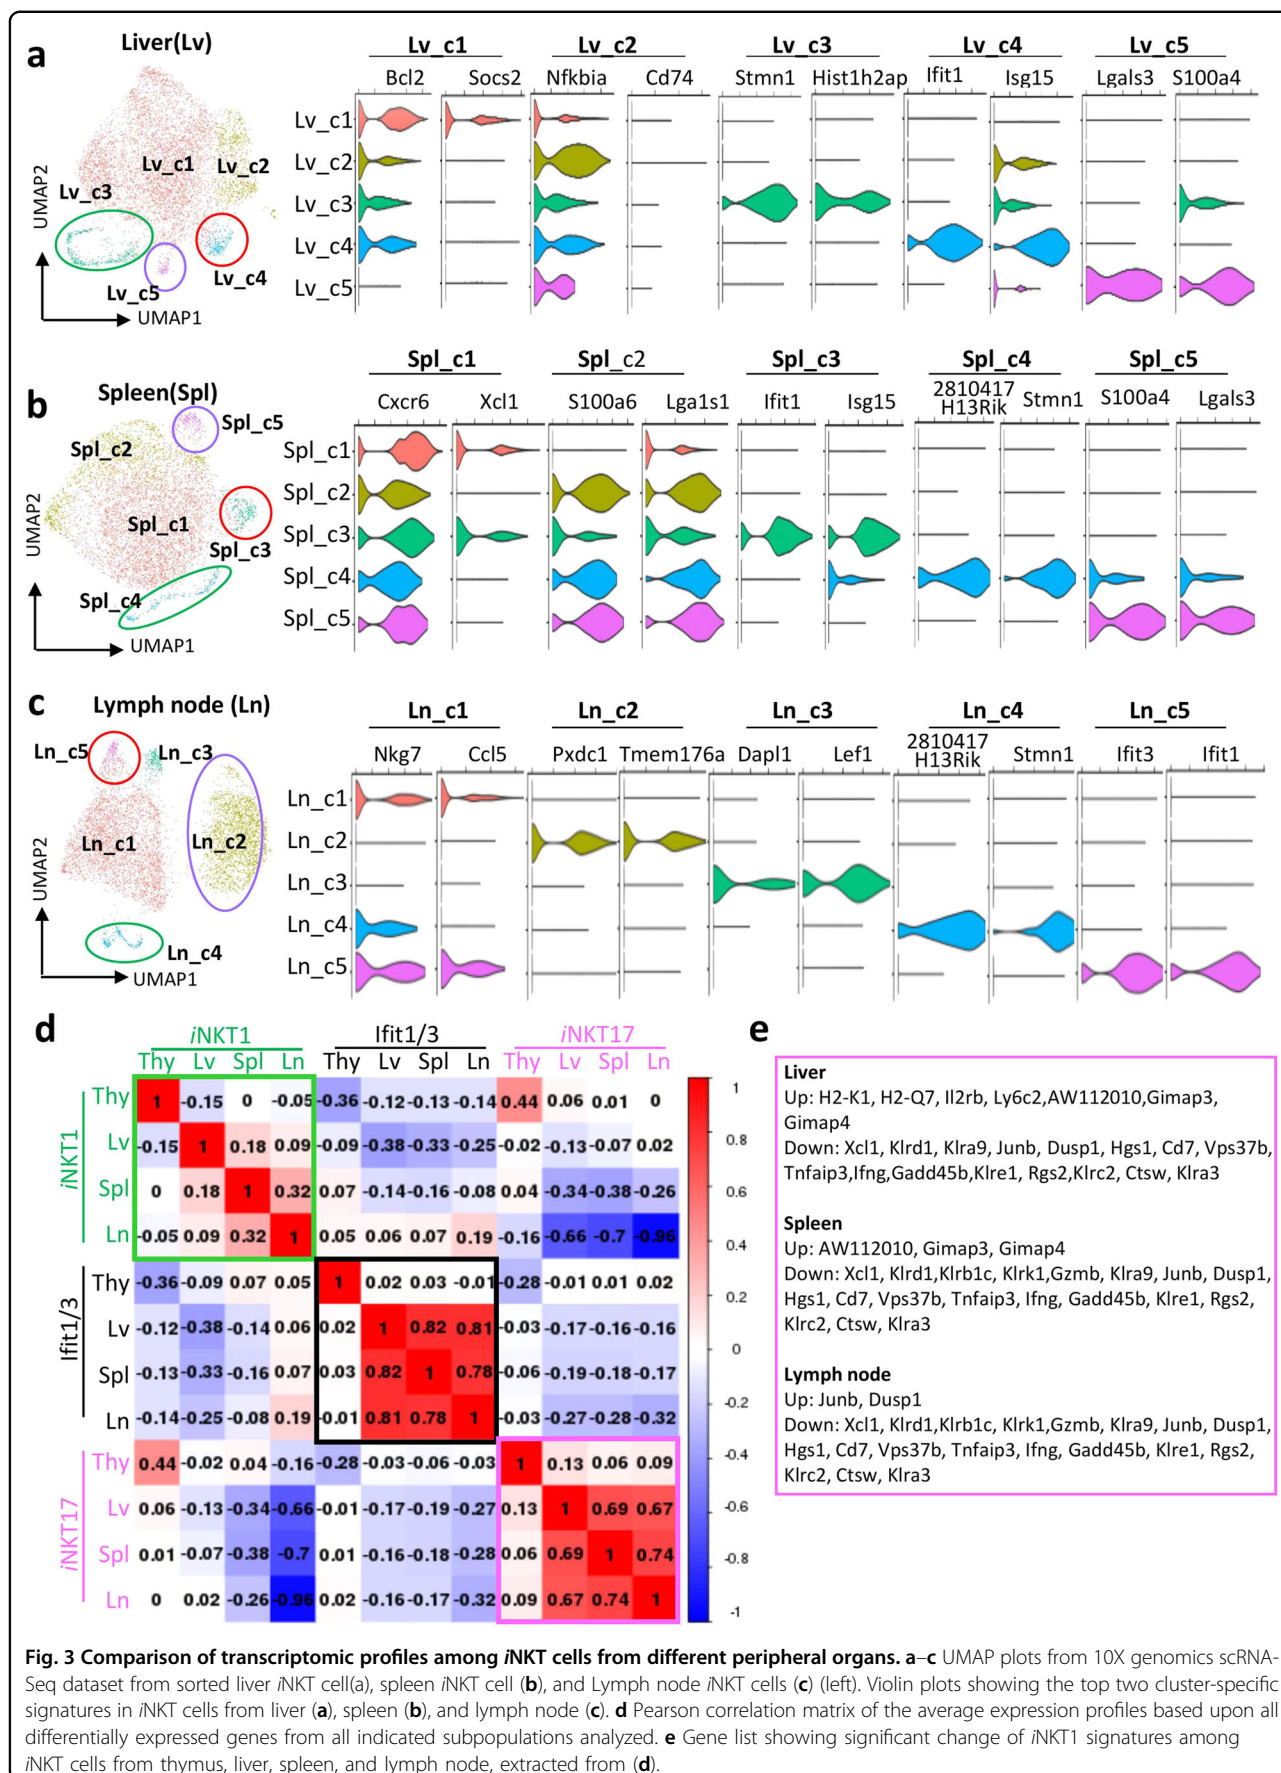 a
Liver(Lv)
Lv_c1
Lv_c2
Lv_c3
Lv_c4
Lv_c5
UMAP2
UMAP1
Lv_c1 Lv_c2 Lv_c3 Lv_c4 Lv_c5
Bcl2 Socs2 Nfkbia Cd74 Stmn1 Hist1h2ap Ifit1 Isg15 Lgals3 S100a4
Lv_c1
Lv_c2
Lv_c3
Lv_c4
Lv_c5
b
Spleen(Spl)
Spl_c5
Spl_c2
Spl_c1
Spl_c3
Spl_c4
UMAP2
UMAP1
Spl_c1 Spl_c2 Spl_c3 Spl_c4 Spl_c5
Cxcr6 Xcl1 S100a6 Lga1s1 Ifit1 Isg15 2810417 H13Rik Stmn1 S100a4 Lgals3
Spl_c1
Spl_c2
Spl_c3
Spl_c4
Spl_c5
c
Lymph node (Ln)
Ln_c5
Ln_c3
Ln_c1
Ln_c2
Ln_c4
UMAP2
UMAP1
Ln_c1 Ln_c2 Ln_c3 Ln_c4 Ln_c5
Nkg7 Ccl5 Pxdc1 Tmem176a Dapl1 Lef1 2810417 H13Rik Stmn1 Ifit3 Ifit1
Ln_c1
Ln_c2
Ln_c3
Ln_c4
Ln_c5
d
iNKT1 Ifit1/3 iNKT17
Thy Lv Spl Ln Thy Lv Spl Ln Thy Lv Spl Ln
iNKT1
Thy 1 -0.15 0 -0.05 -0.36 -0.12 -0.13 -0.14 0.44 0.06 0.01 0
Lv -0.15 1 0.18 0.09 -0.09 -0.38 -0.33 -0.25 -0.02 -0.13 -0.07 0.02
Spl 0 0.18 1 0.32 0.07 -0.14 -0.16 -0.08 0.04 -0.34 -0.38 -0.26
Ln -0.05 0.09 0.32 1 0.05 0.06 0.07 0.19 -0.16 -0.66 -0.7 -0.96
Ifit1/3
Thy -0.36 -0.09 0.07 0.05 1 0.02 0.03 -0.01 -0.28 -0.01 0.01 0.02
Lv -0.12 -0.38 -0.14 0.06 0.02 1 0.82 0.81 -0.03 -0.17 -0.16 -0.16
Spl -0.13 -0.33 -0.16 0.07 0.03 0.82 1 0.78 -0.06 -0.19 -0.18 -0.17
Ln -0.14 -0.25 -0.08 0.19 -0.01 0.81 0.78 1 -0.03 -0.27 -0.28 -0.32
iNKT17
Thy 0.44 -0.02 0.04 -0.16 -0.28 -0.03 -0.06 -0.03 1 0.13 0.06 0.09
Lv 0.06 -0.13 -0.34 -0.66 -0.01 -0.17 -0.19 -0.27 0.13 1 0.69 0.67
Spl 0.01 -0.07 -0.38 -0.7 0.01 -0.16 -0.18 -0.28 0.06 0.69 1 0.74
Ln 0 0.02 -0.26 -0.96 0.02 -0.16 -0.17 -0.32 0.09 0.67 0.74 1
1
0.8
0.6
0.4
0.2
0
-0.2
-0.4
-0.6
-0.8
-1
e
Liver
Up: H2-K1, H2-Q7, Il2rb, Ly6c2,AW112010,Gimap3,
Gimap4
Down: Xcl1, Klrd1, Klra9, Junb, Dusp1, Hgs1, Cd7, Vps37b,
Tnfaip3,Ifng,Gadd45b,Klre1, Rgs2,Klrc2, Ctsw, Klra3
Spleen
Up: AW112010, Gimap3, Gimap4
Down: Xcl1, Klrd1,Klrb1c, Klrk1,Gzmb, Klra9, Junb, Dusp1,
Hgs1, Cd7, Vps37b, Tnfaip3, Ifng, Gadd45b, Klre1, Rgs2,
Klrc2, Ctsw, Klra3
Lymph node
Up: Junb, Dusp1
Down: Xcl1, Klrd1,Klrb1c, Klrk1,Gzmb, Klra9, Junb, Dusp1,
Hgs1, Cd7, Vps37b, Tnfaip3, Ifng, Gadd45b, Klre1, Rgs2,
Klrc2, Ctsw, Klra3
Fig. 3 Comparison of transcriptomic profiles among iNKT cells from different peripheral organs. a–c UMAP plots from 10X genomics scRNA-
Seq dataset from sorted liver iNKT cell(a), spleen iNKT cell (b), and Lymph node iNKT cells (c) (left). Violin plots showing the top two cluster-specific
signatures in iNKT cells from liver (a), spleen (b), and lymph node (c). d Pearson correlation matrix of the average expression profiles based upon all
differentially expressed genes from all indicated subpopulations analyzed. e Gene list showing significant change of iNKT1 signatures among
iNKT cells from thymus, liver, spleen, and lymph node, extracted from (d).